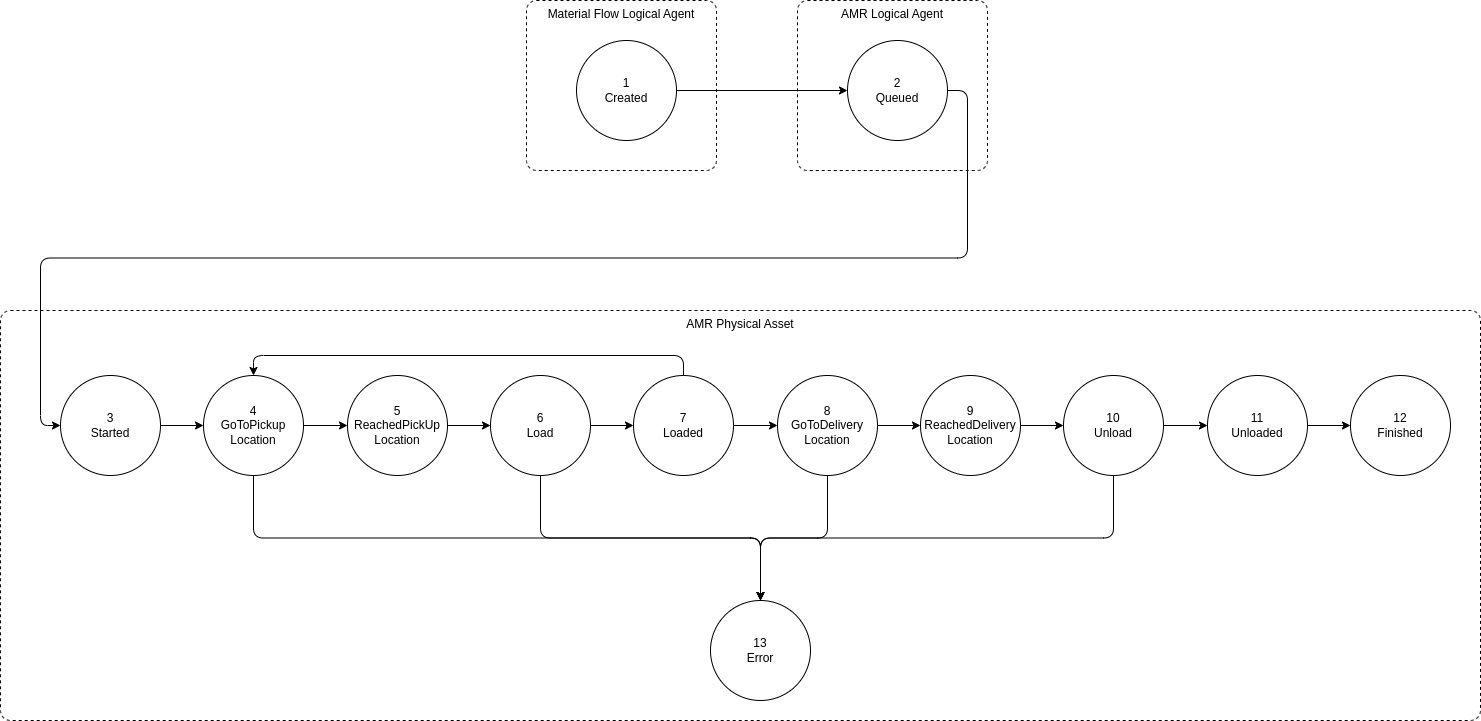 Material Flow Logical Agent
AMR Logical Agent
1
Created
2
Queued
AMR Physical Asset
3
Started
4
GoToPickup
Location
5
ReachedPickUp
Location
6
Load
7
Loaded
8
GoToDelivery
Location
9
ReachedDelivery
Location
10
Unload
11
Unloaded
12
Finished
13
Error